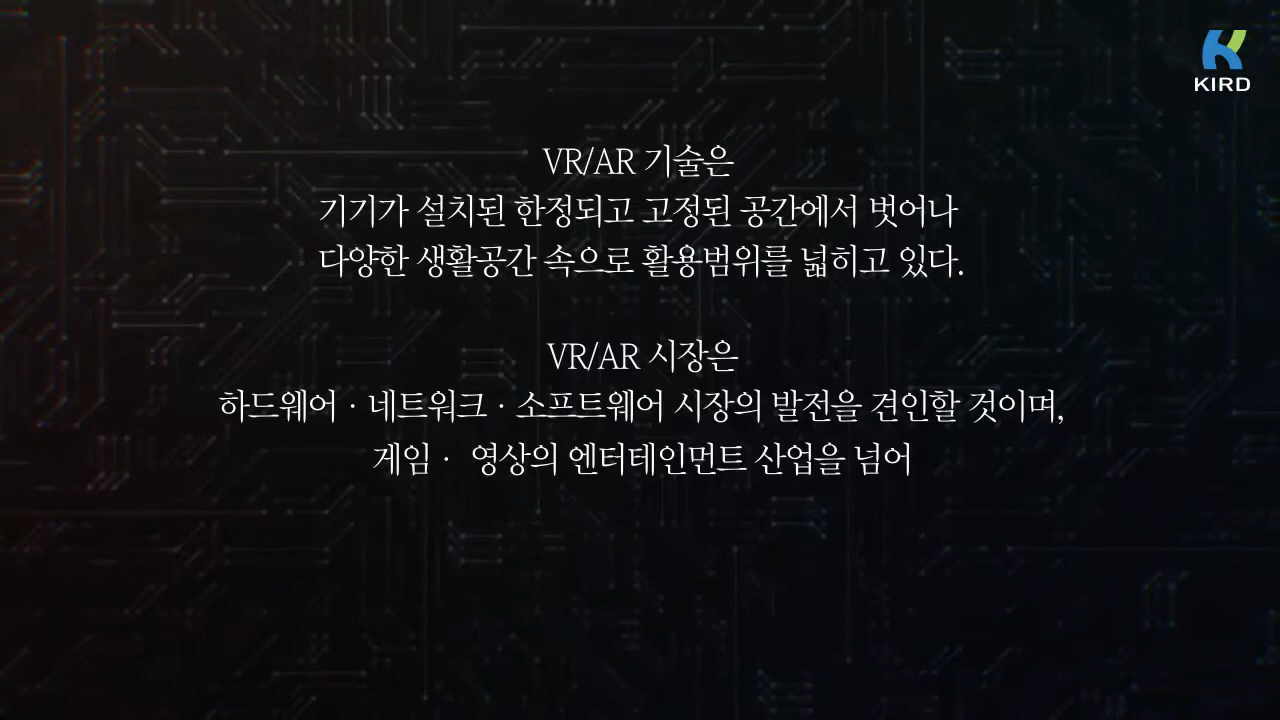 KIRD
VR/AR 기술은
기기가 설치된 한정되고 고정된 공간에서 벗어나
다양한 생활공간 속으로 활용범위를 넓히고 있다.
VR/AR 시장은
하드웨어 · 네트워크 · 소프트웨어 시장의 발전을 견인할 것이며,
게임 · 영상의 엔터테인먼트 산업을 넘어